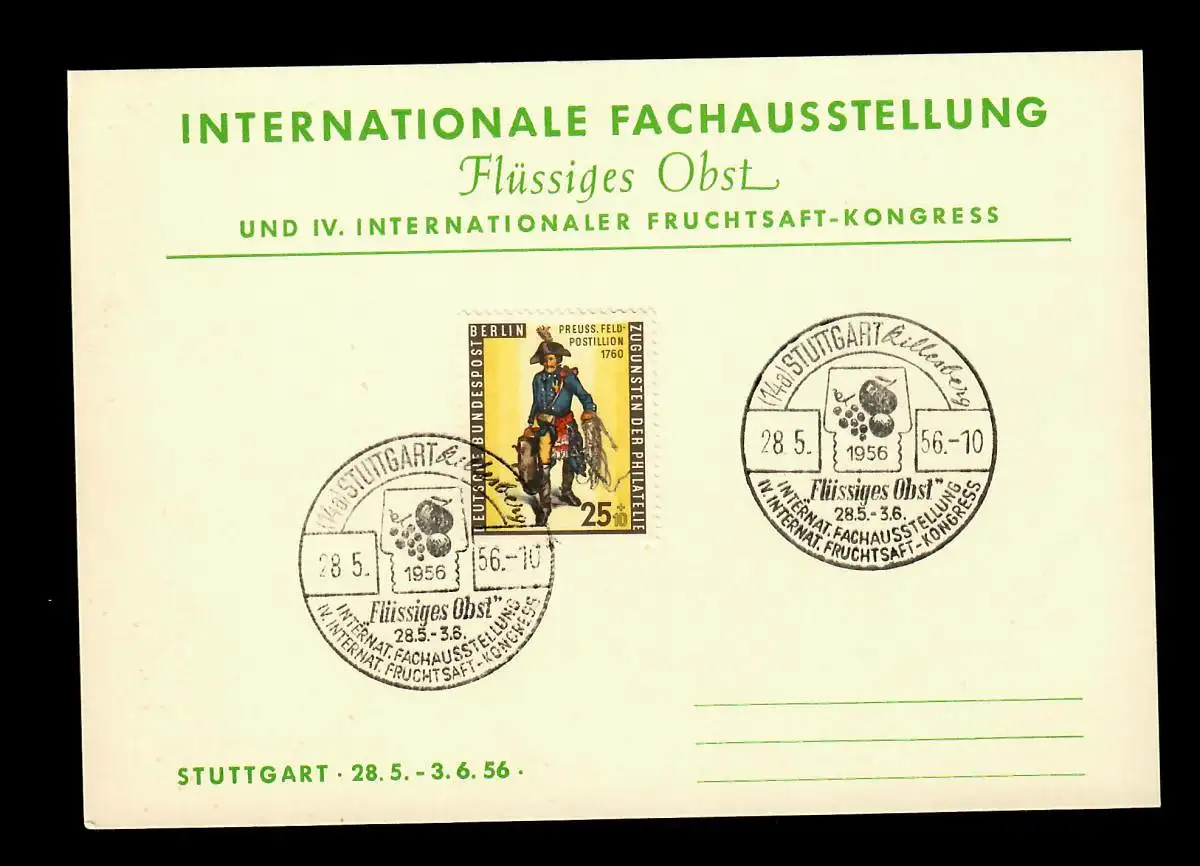 INTERNATIONALE FACHAUSSTELLUNG
Flüssiges Obst
UND IV. INTERNATIONALER FRUCHTSAFT-KONGRESS
DEUTSCHE BUNDESPOST BERLIN
PREUSS. FELD-
POSTILLION
1760
ZUGUNSTEN DER PHILATELIE
25 + 10
(14a) STUTTGART Killesberg
28.5. 56.-10
1956
„Flüssiges Obst"
28.5.-3.6.
INTERNAT. FACHAUSSTELLUNG
IV. INTERNAT. FRUCHTSAFT-KONGRESS
(14a) STUTTGART Killesberg
28 5. 56.-10
1956
„Flüssiges Obst"
28.5.-3.6.
INTERNAT. FACHAUSSTELLUNG
IV. INTERNAT. FRUCHTSAFT-KONGRESS
STUTTGART · 28. 5. - 3. 6. 56 ·